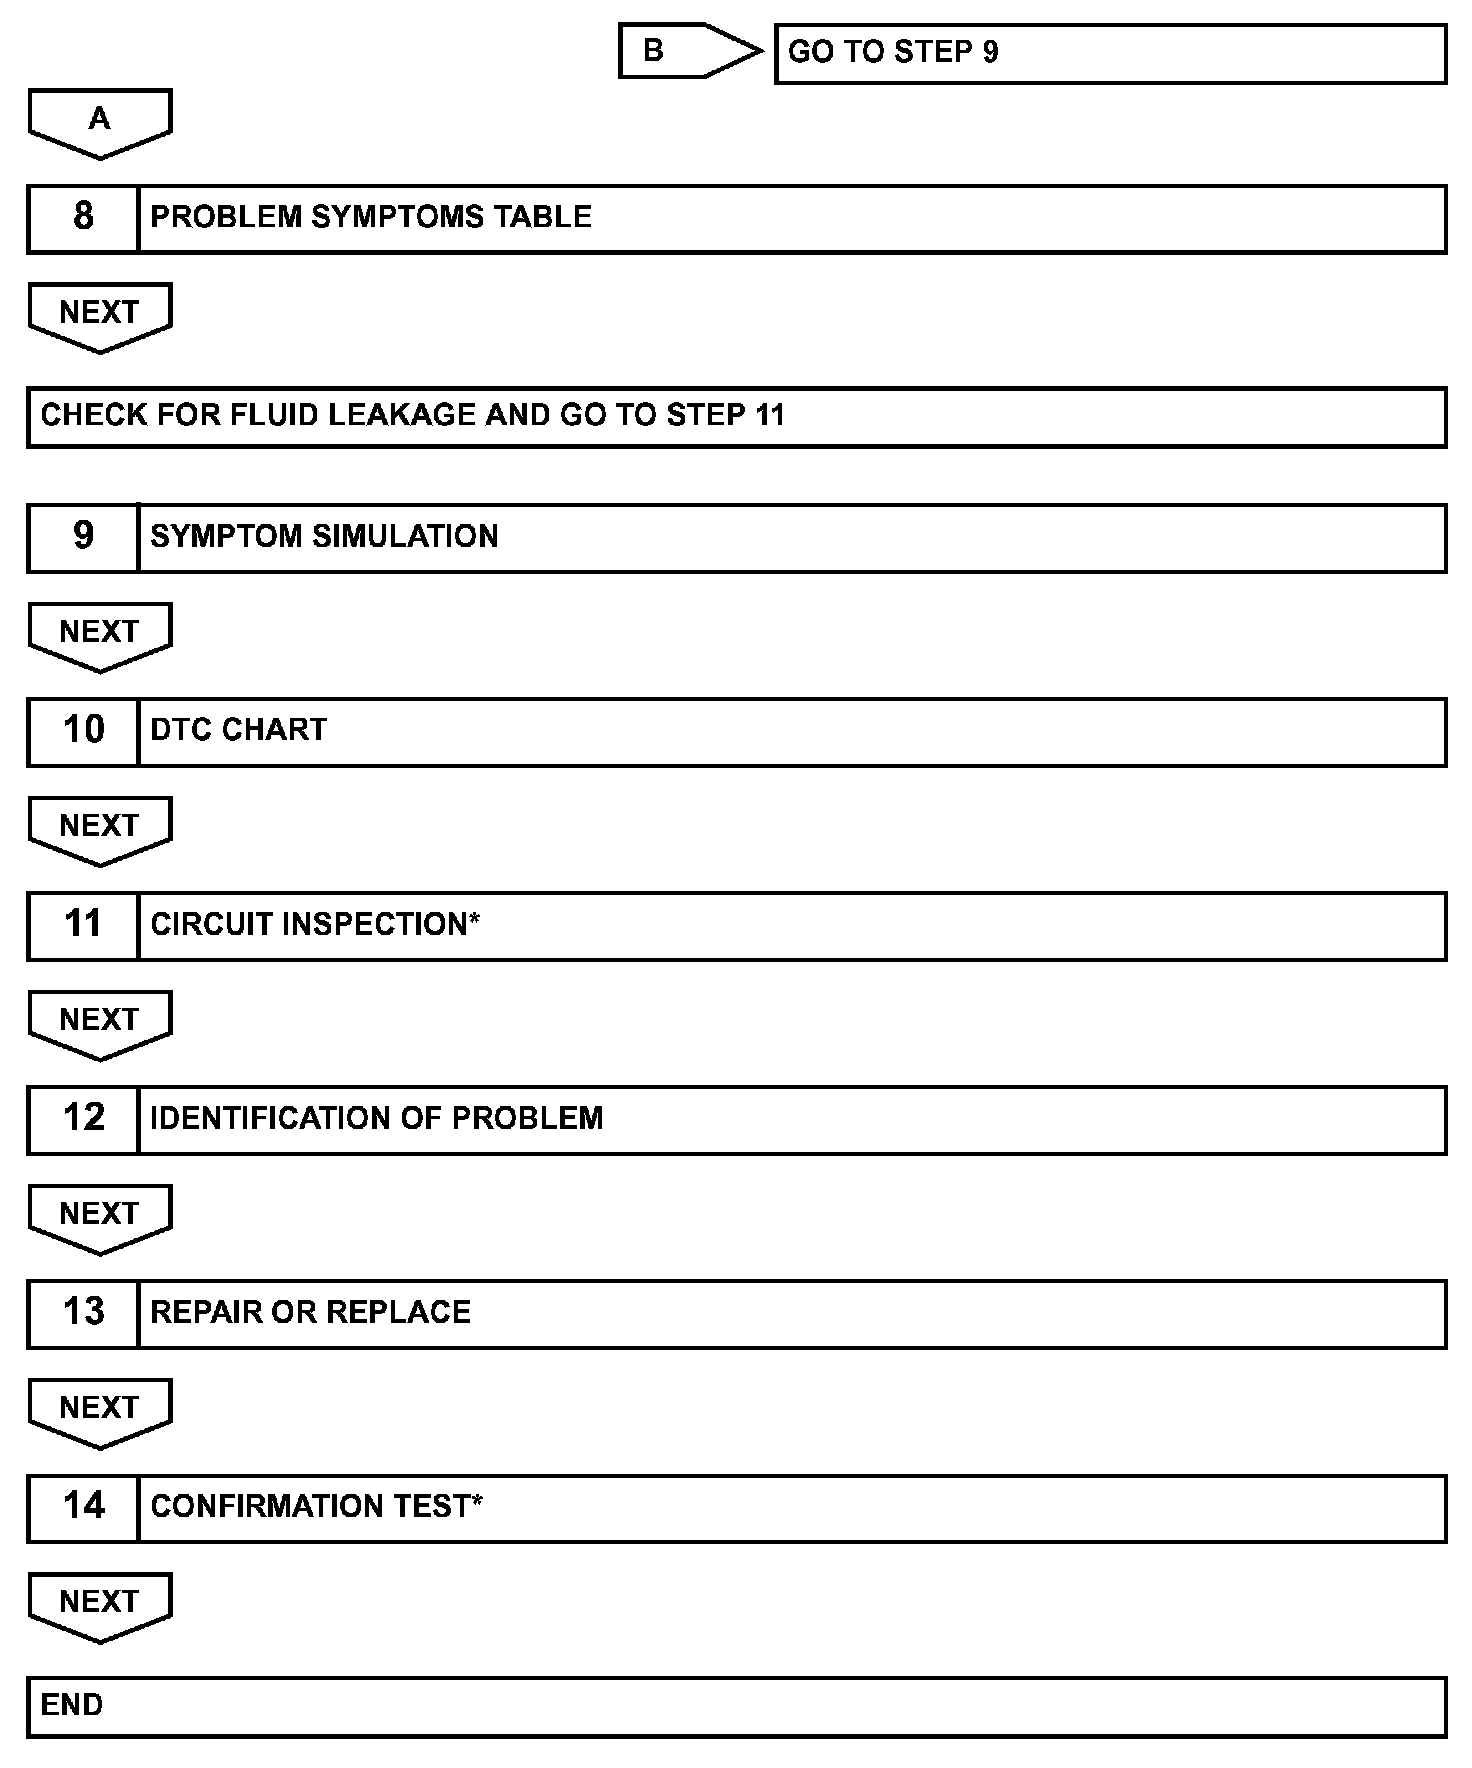 B GO TO STEP 9
A
8 PROBLEM SYMPTOMS TABLE
NEXT
CHECK FOR FLUID LEAKAGE AND GO TO STEP 11
9 SYMPTOM SIMULATION
NEXT
10 DTC CHART
NEXT
11 CIRCUIT INSPECTION*
NEXT
12 IDENTIFICATION OF PROBLEM
NEXT
13 REPAIR OR REPLACE
NEXT
14 CONFIRMATION TEST*
NEXT
END